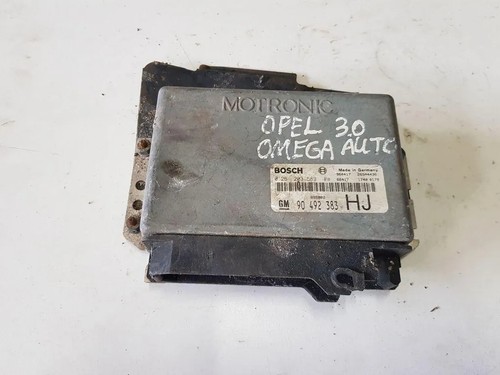 MOTRONIC
OPEL 3.0
OMEGA AUTO
BOSCH Made in Germany
GM 90 492 383 HJ